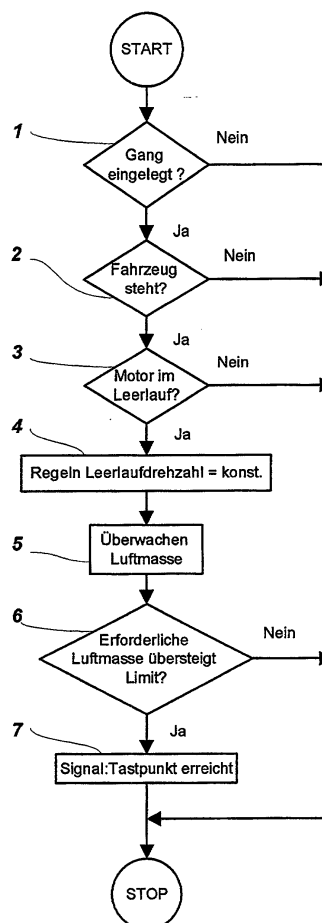 START
1
Nein
Gang
eingelegt ?
Ja
2
Nein
Fahrzeug
steht?
Ja
3
Nein
Motor im
Leerlauf?
Ja
4
Regeln Leerlaufdrehzahl = konst.
5
Überwachen
Luftmasse
6
Nein
Erforderliche
Luftmasse übersteigt
Limit?
Ja
7
Signal:Tastpunkt erreicht
STOP